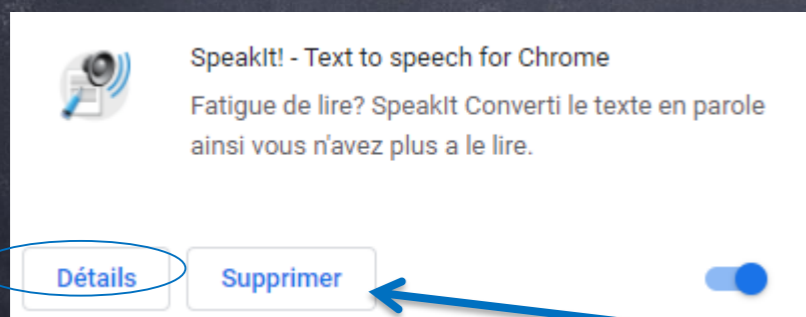 SpeakIt! - Text to speech for Chrome
Fatigue de lire? SpeakIt Converti le texte en parole
ainsi vous n'avez plus a le lire.
Détails Supprimer